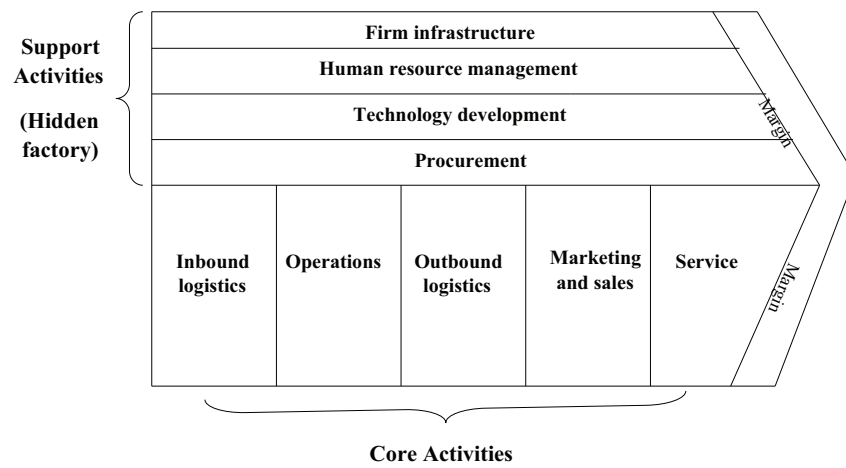 Support
Activities
(Hidden
factory)
Firm infrastructure
Human resource management
Technology development
Procurement
Margin
Inbound
logistics
Operations
Outbound
logistics
Marketing
and sales
Service
Margin
Core Activities